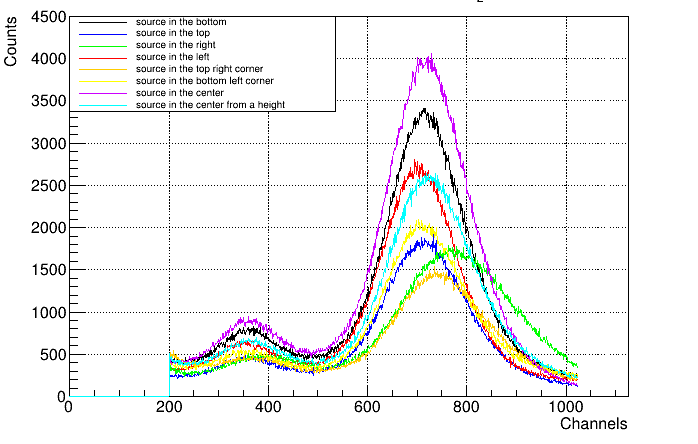 2
Counts
4500
4000
3500
3000
2500
2000
1500
1000
500
0
source in the bottom
source in the top
source in the right
source in the left
source in the top right corner
source in the bottom left corner
source in the center
source in the center from a height
0 200 400 600 800 1000
Channels